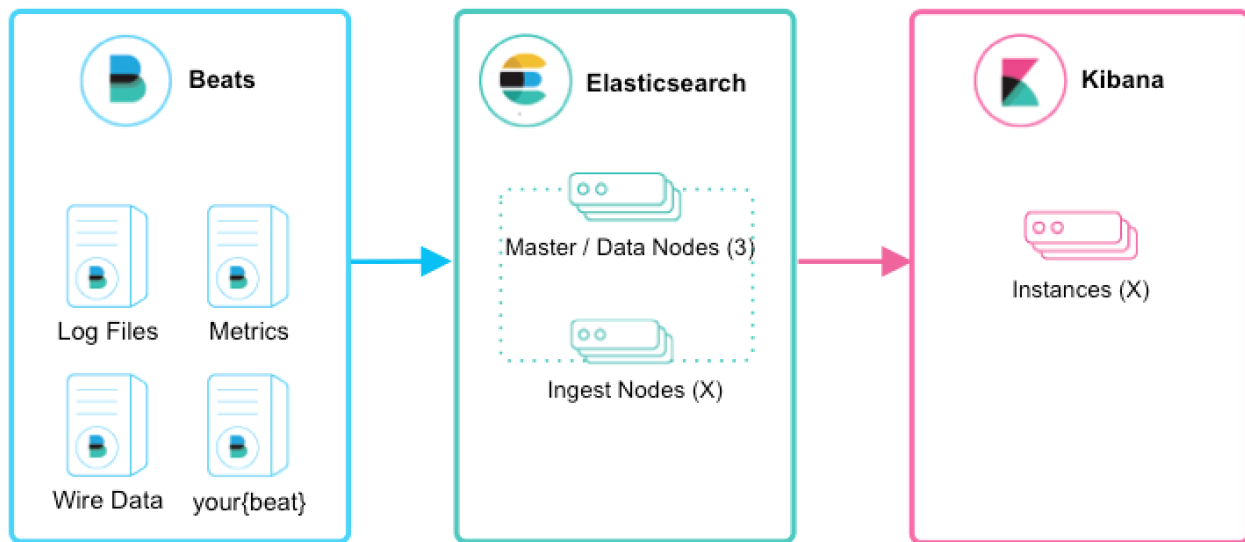 Beats
Log Files
Metrics
Wire Data
your{beat}
Elasticsearch
Master / Data Nodes (3)
Ingest Nodes (X)
Kibana
Instances (X)